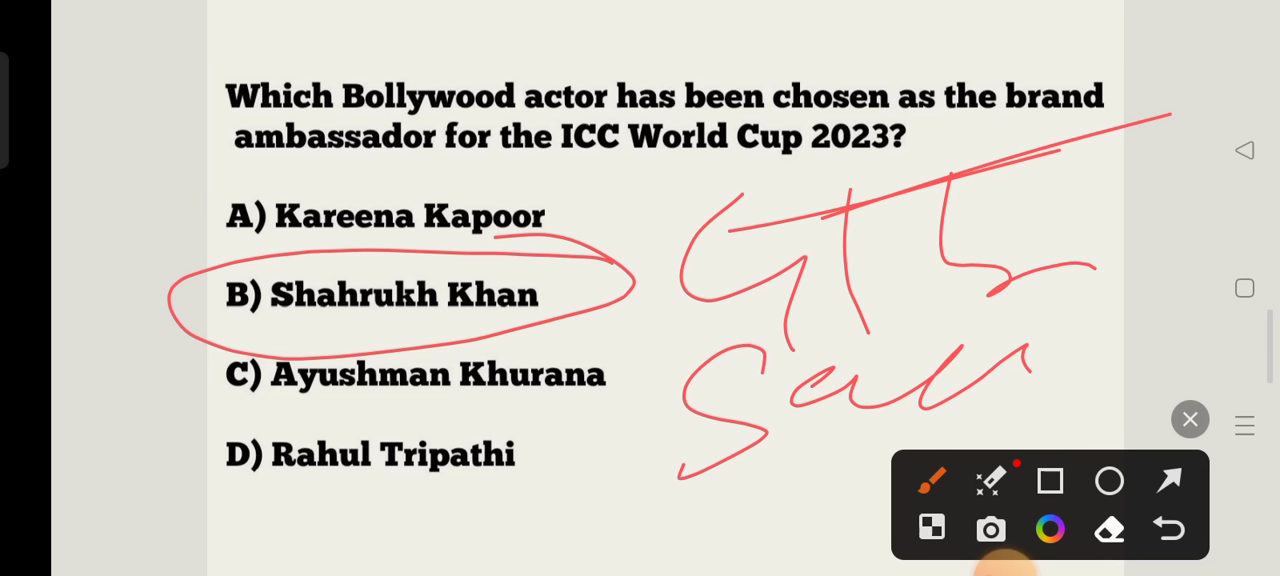 Which Bollywood actor has been chosen as the brand
ambassador for the ICC World Cup 2023?
A) Kareena Kapoor
B) Shahrukh Khan
C) Ayushman Khurana
D) Rahul Tripathi